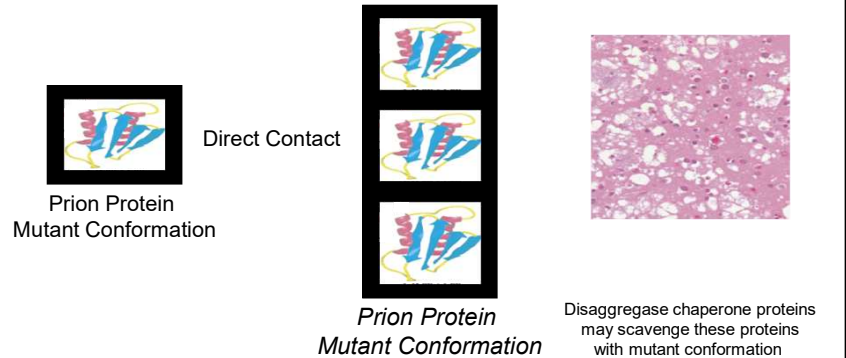 Direct Contact
Prion Protein
Mutant Conformation
Prion Protein
Mutant Conformation
Disaggregase chaperone proteins
may scavenge these proteins
with mutant conformation